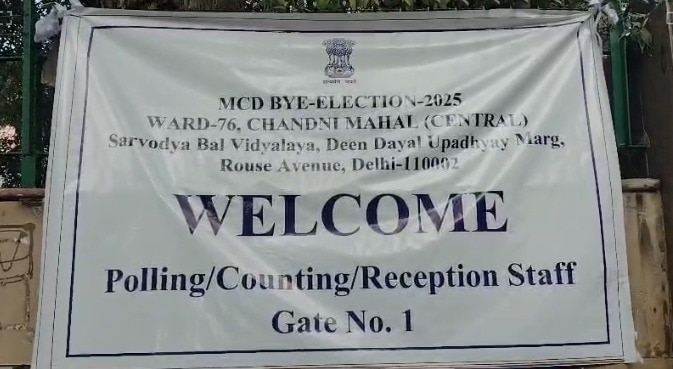 MCD BYE-ELECTION-2025
WARD-76, CHANDNI MAHAL (CENTRAL)
Sarvodya Bal Vidyalaya, Deen Dayal Upadhyay Marg,
Rouse Avenue, Delhi-110002
WELCOME
Polling/Counting/Reception Staff
Gate No. 1